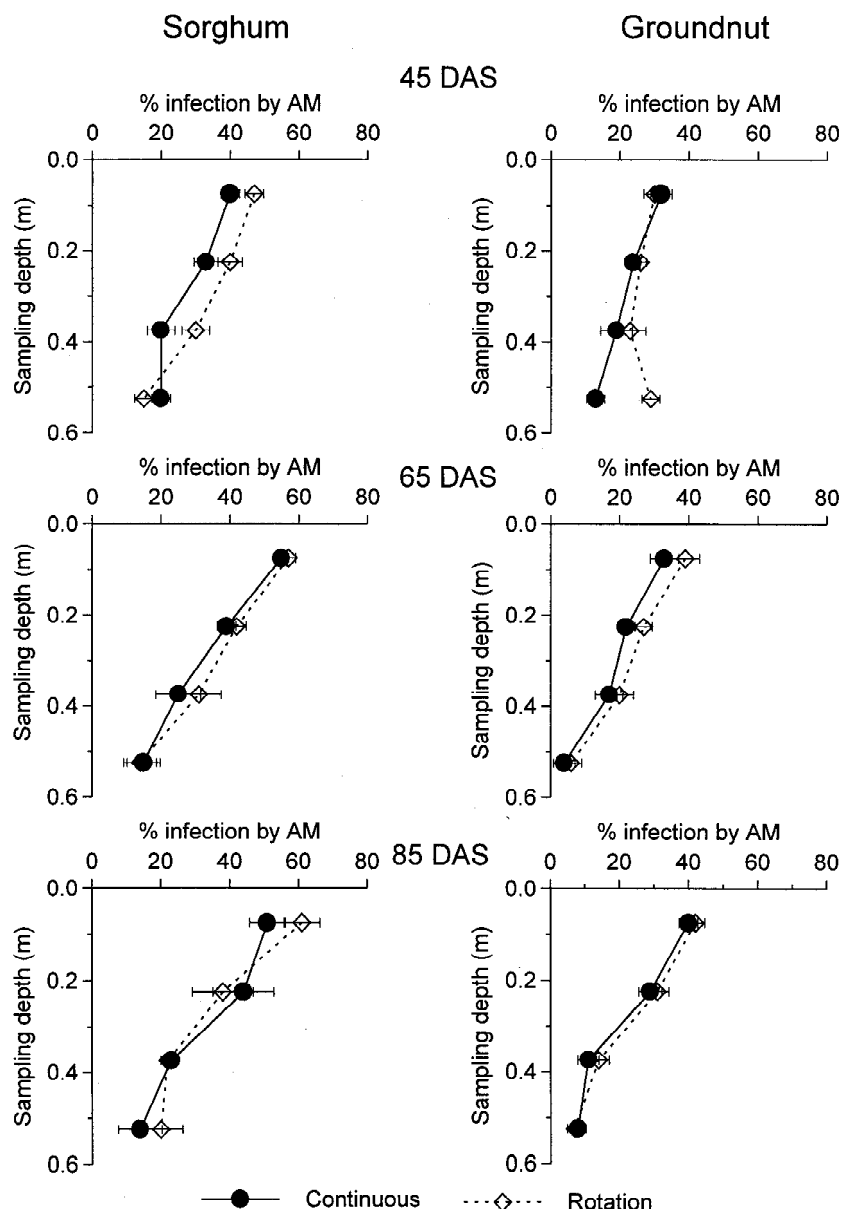 Sorghum Groundnut
45 DAS
% infection by AM % infection by AM
0 20 40 60 80 0 20 40 60 80
0.0 0.0
0.2 0.2
0.4 0.4
0.6 0.6
Sampling depth (m) Sampling depth (m)
65 DAS
% infection by AM % infection by AM
0 20 40 60 80 0 20 40 60 80
0.0 0.0
0.2 0.2
0.4 0.4
0.6 0.6
Sampling depth (m) Sampling depth (m)
85 DAS
% infection by AM % infection by AM
0 20 40 60 80 0 20 40 60 80
0.0 0.0
0.2 0.2
0.4 0.4
0.6 0.6
Sampling depth (m) Sampling depth (m)
Continuous Rotation